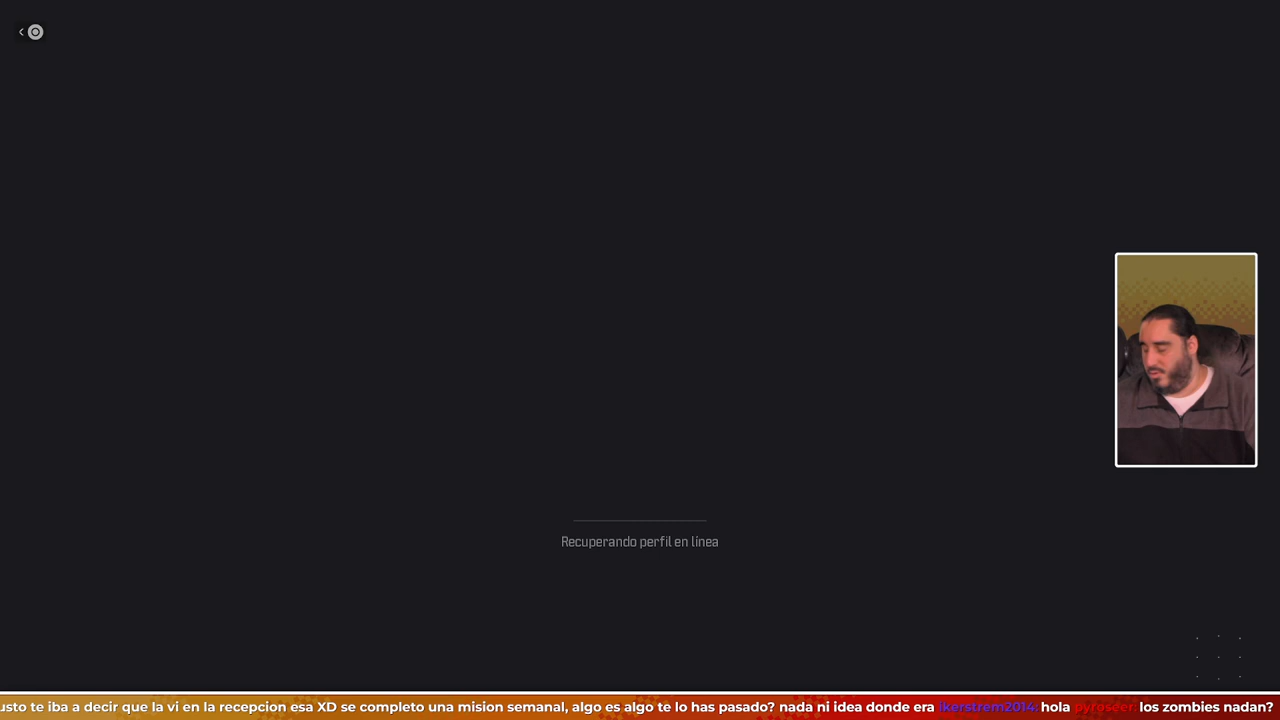 Recuperando perfil en línea
usto te iba a decir que la vi en la recepcion esa XD se completo una mision semanal, algo es algo te lo has pasado? nada ni idea donde era ikerstrem2014: hola pyroseer: los zombies nadan?